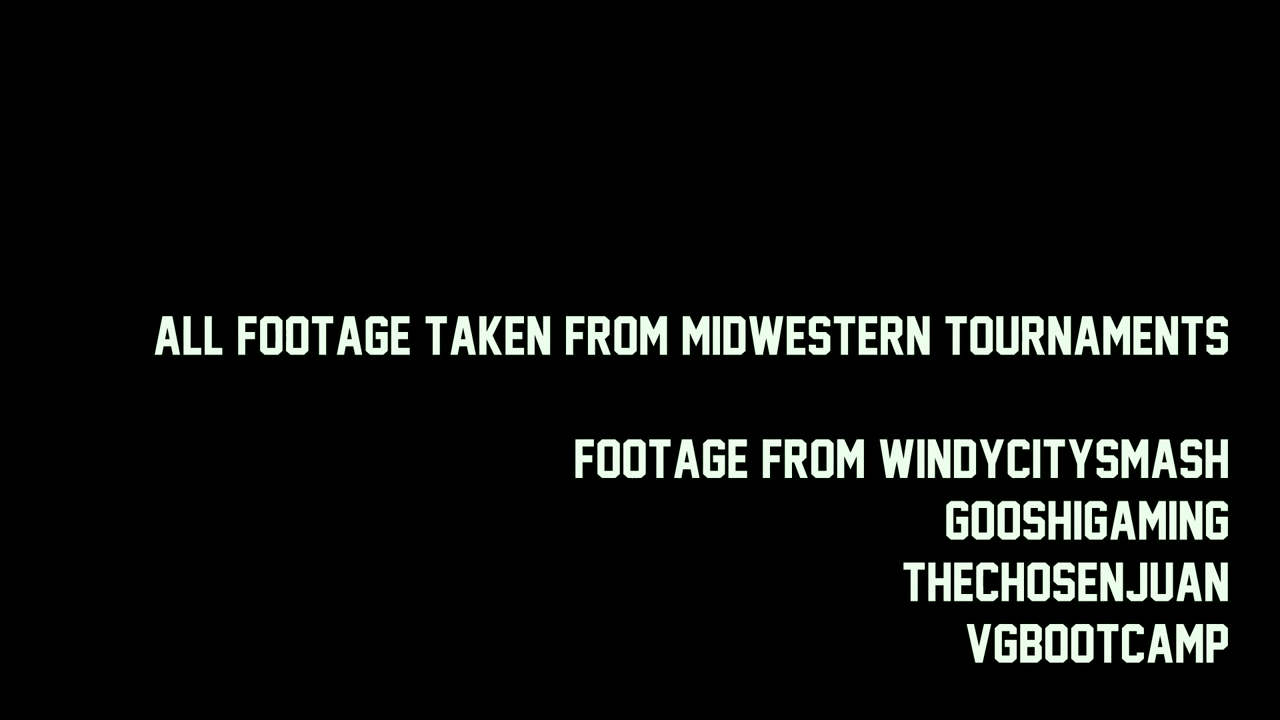 ALL FOOTAGE TAKEN FROM MIDWESTERN TOURNAMENTS
FOOTAGE FROM WINDYCITYSMASH
GOOSHIGAMING
THECHOSENJUAN
VGBOOTCAMP